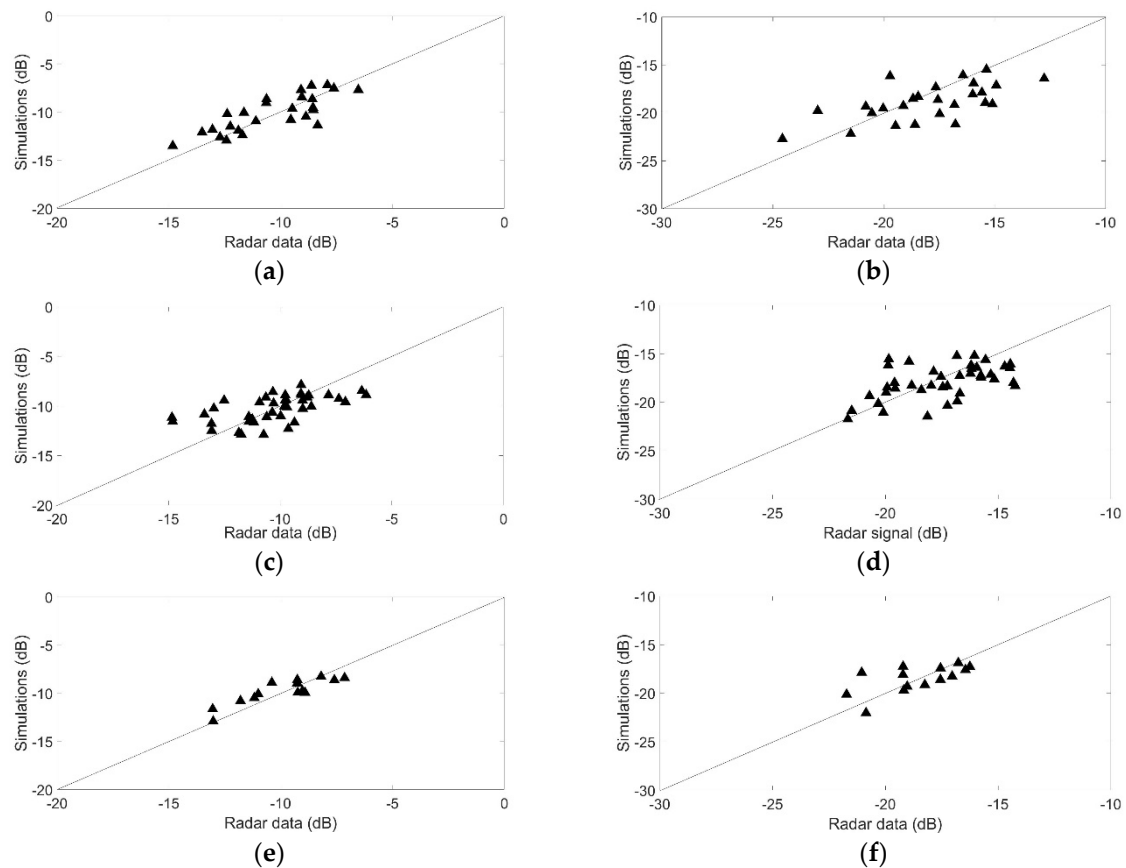 0
-5
-10
-15
-20
Simulations (dB)
-20 -15 -10 -5 0
Radar data (dB)
(a)
-10
-15
-20
-25
-30
Simulations (dB)
-30 -25 -20 -15 -10
Radar data (dB)
(b)
0
-5
-10
-15
-20
Simulations (dB)
-20 -15 -10 -5 0
Radar data (dB)
(c)
-10
-15
-20
-25
-30
Simulations (dB)
-30 -25 -20 -15 -10
Radar signal (dB)
(d)
0
-5
-10
-15
-20
Simulations (dB)
-20 -15 -10 -5 0
Radar data (dB)
(e)
-10
-15
-20
-25
-30
Simulations (dB)
-30 -25 -20 -15 -10
Radar data (dB)
(f)